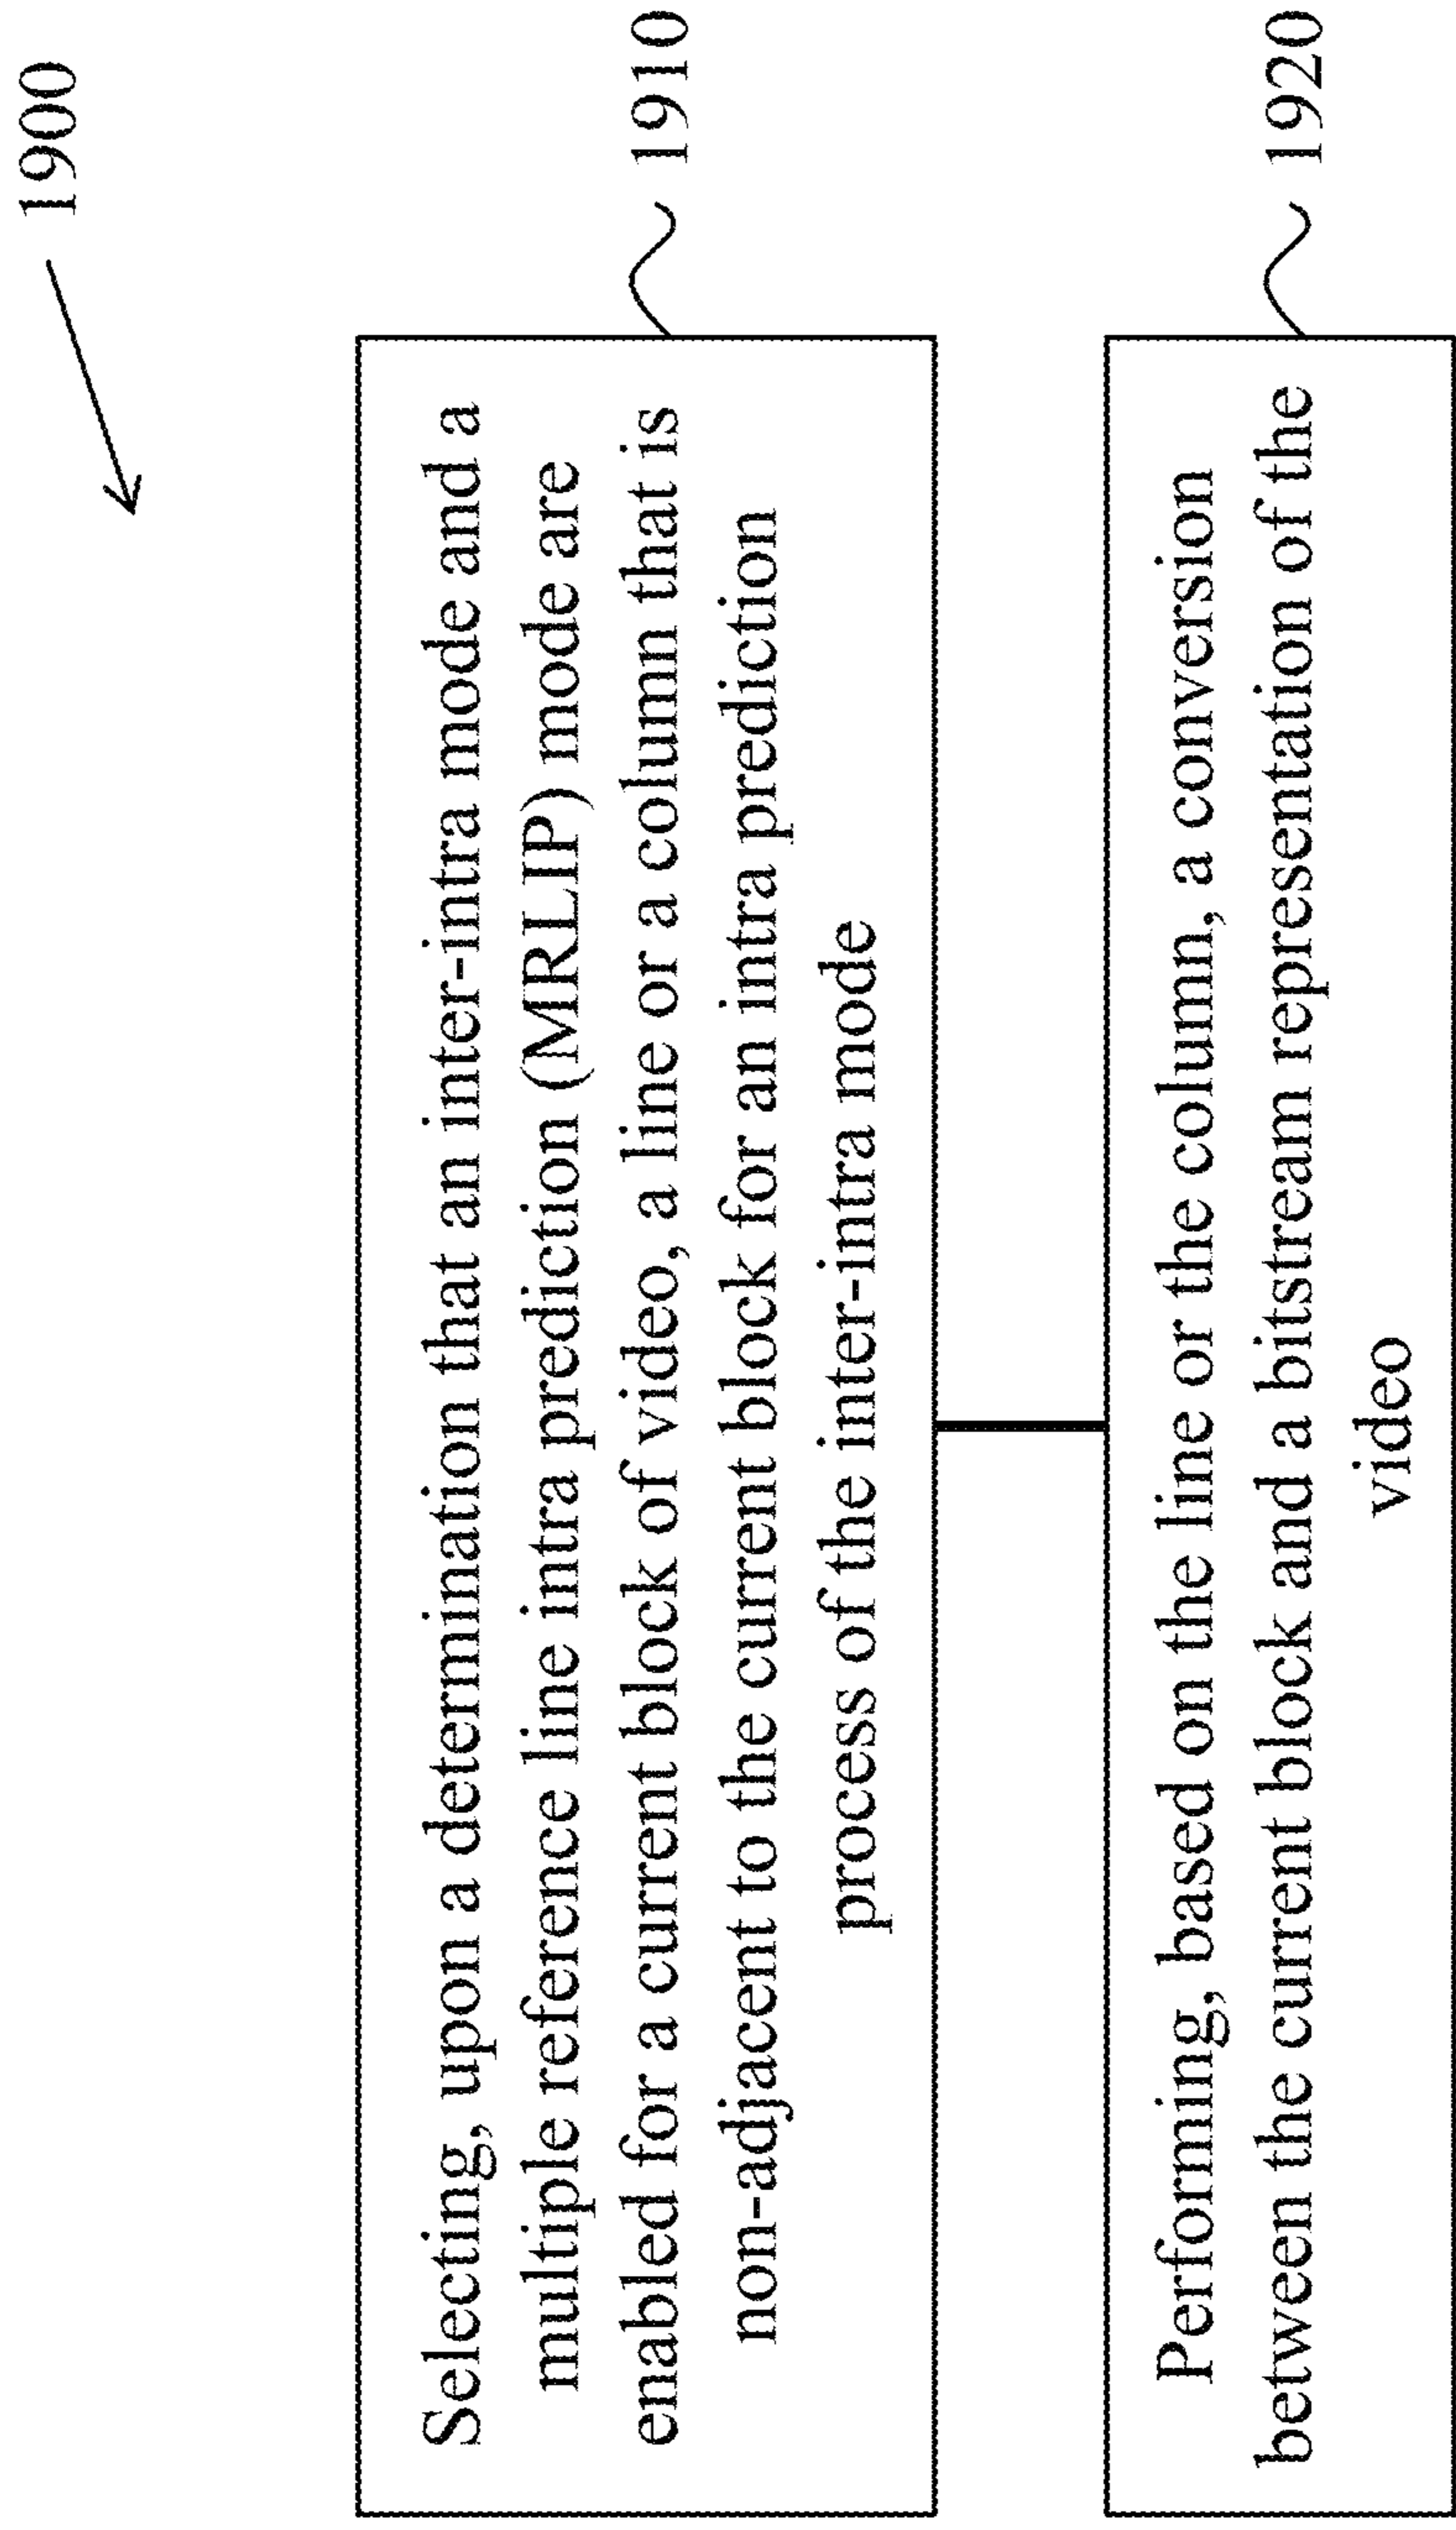 1900
Selecting, upon a determination that an inter-intra mode and a
multiple reference line intra prediction (MRLIP) mode are
enabled for a current block of video, a line or a column that is
non-adjacent to the current block for an intra prediction
process of the inter-intra mode
1910
Performing, based on the line or the column, a conversion
between the current block and a bitstream representation of the
video
1920